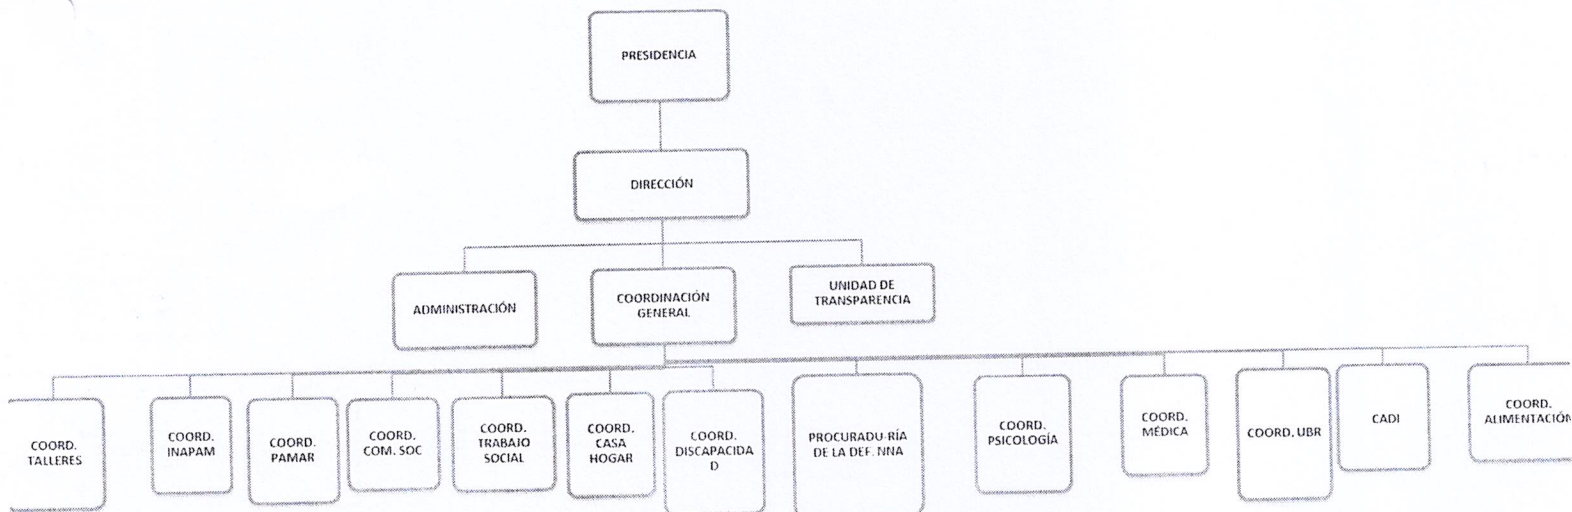 PRESIDENCIA
DIRECCIÓN
ADMINISTRACIÓN
COORDINACIÓN
GENERAL
UNIDAD DE
TRANSPARENCIA
COORD.
TALLERES
COORD.
INAPAM
COORD.
PAMAR
COORD.
COM. SOC
COORD.
TRABAJO
SOCIAL
COORD.
CASA
HOGAR
COORD.
DISCAPACIDA
D
PROCURADU-RÍA
DE LA DEF. NNA
COORD.
PSICOLOGÍA
COORD.
MÉDICA
COORD. UBR
CADI
COORD.
ALIMENTACIÓN